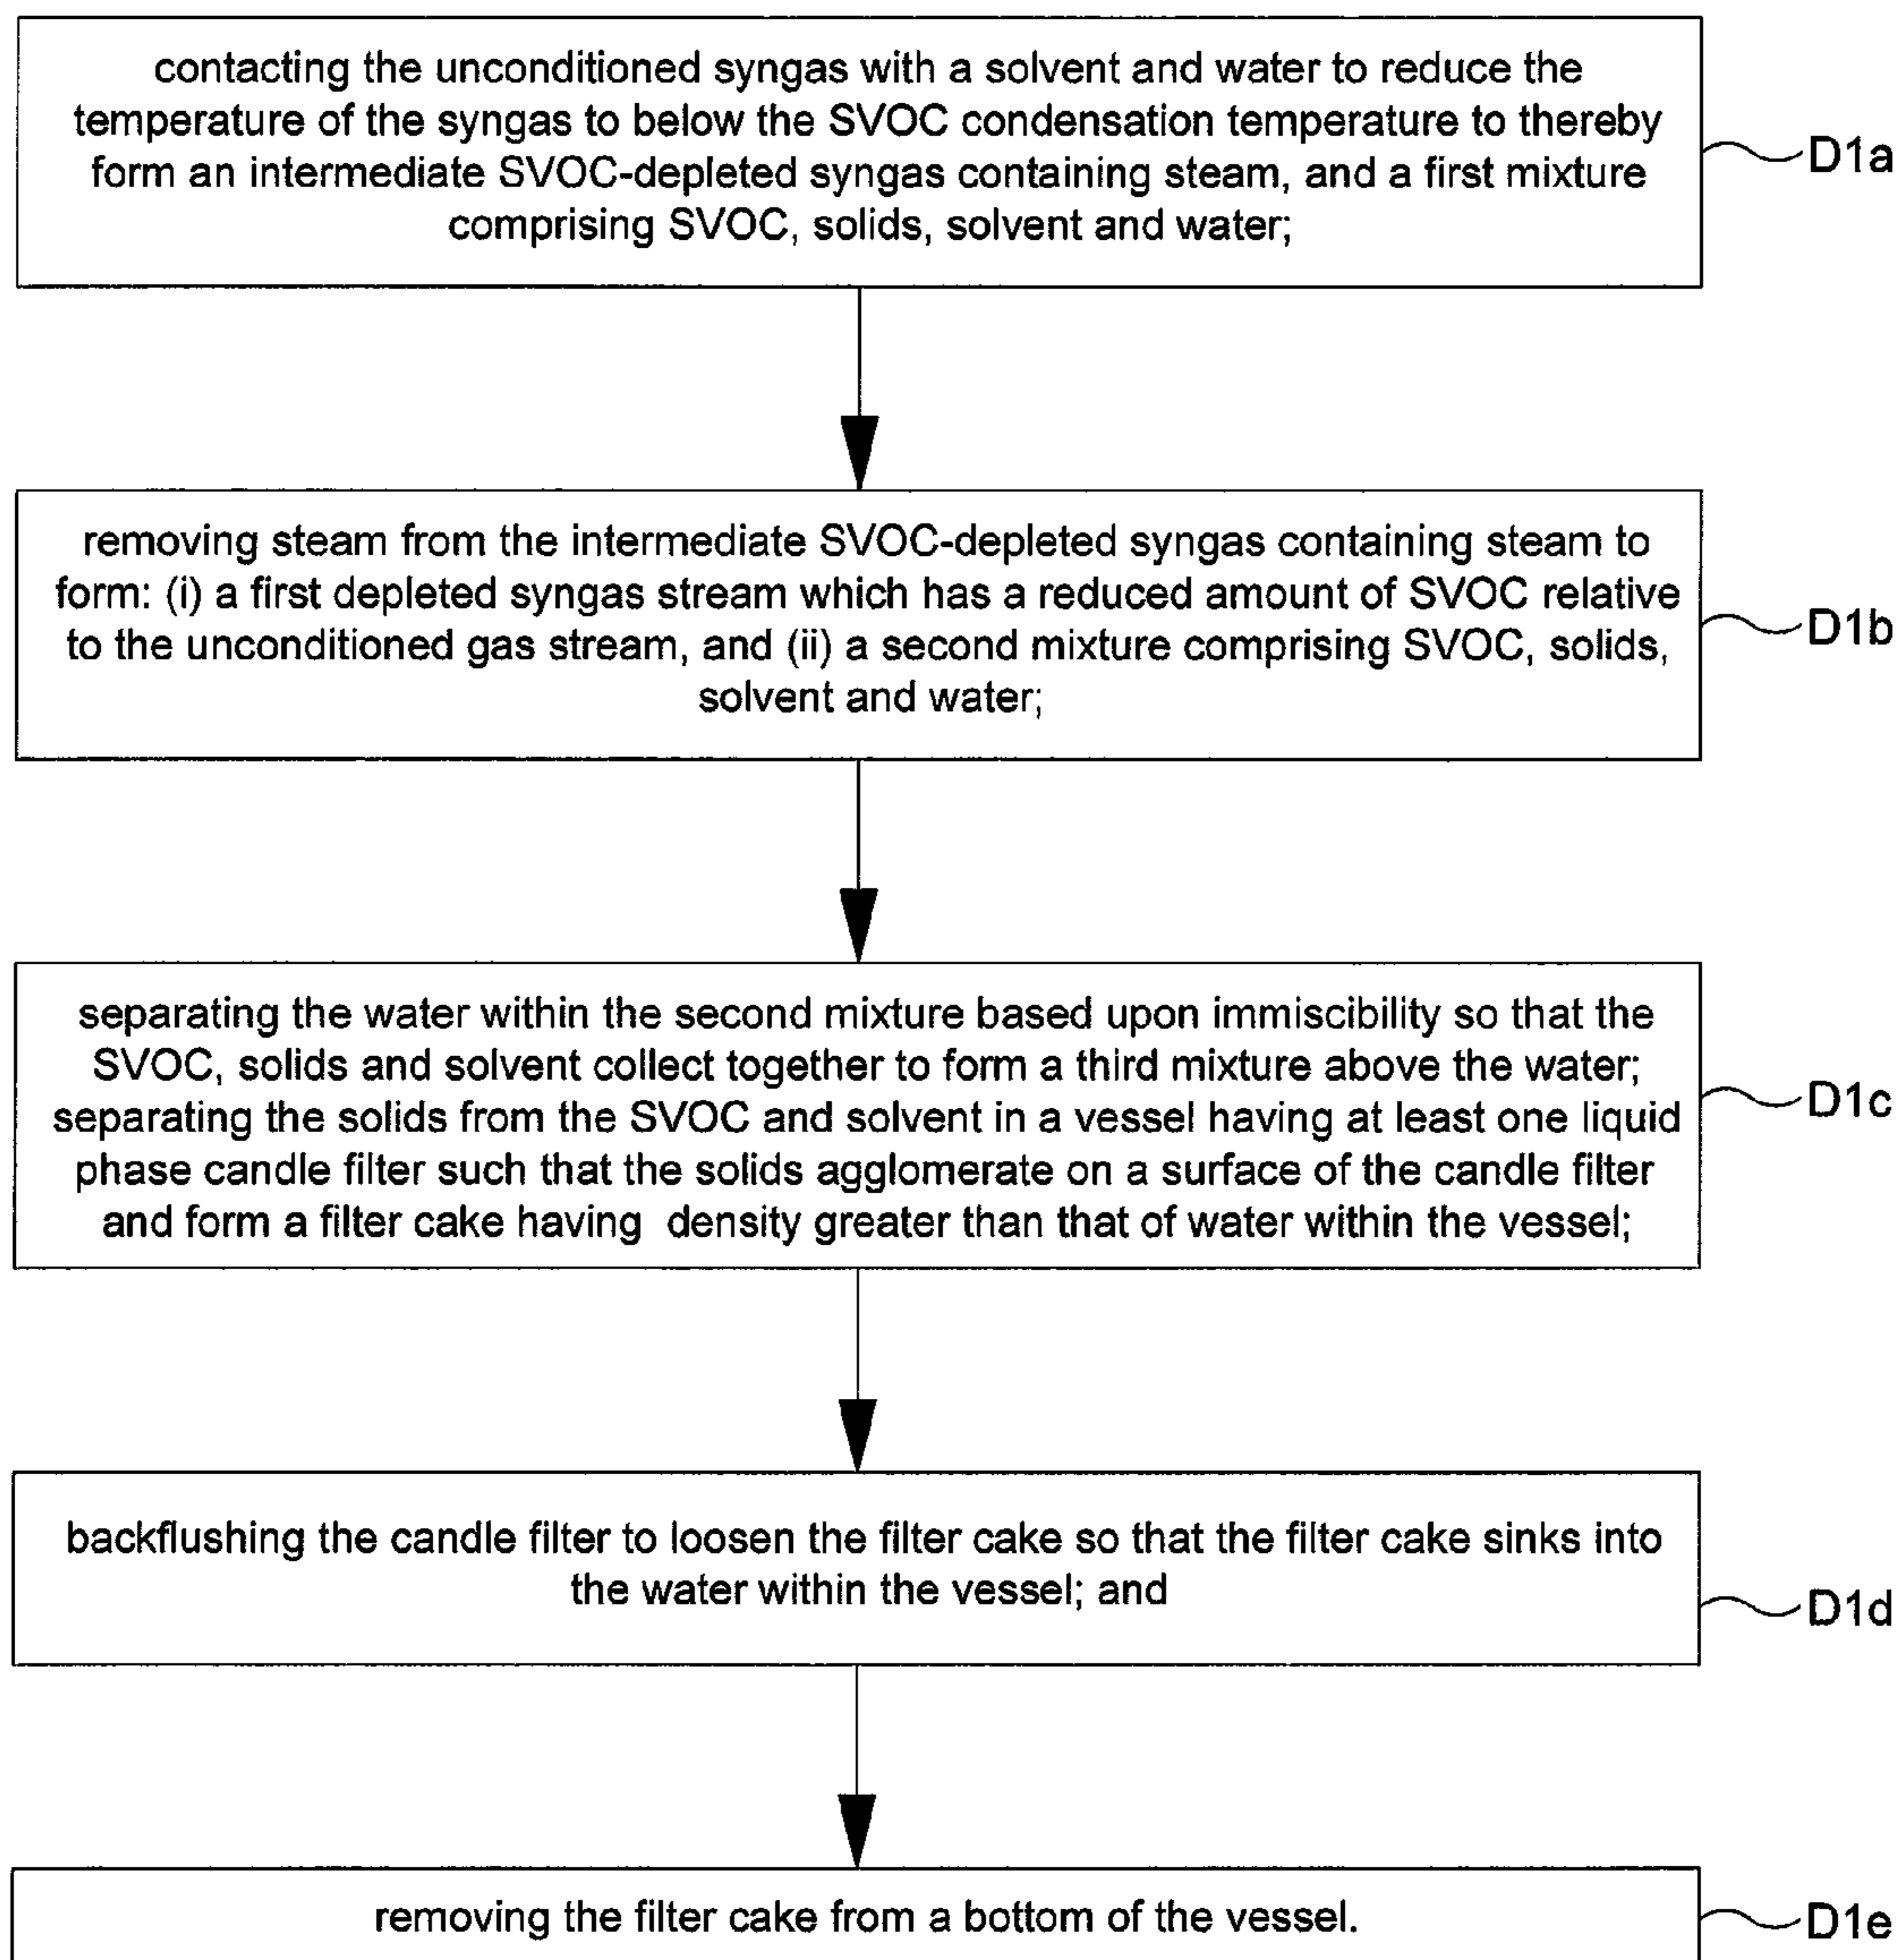 contacting the unconditioned syngas with a solvent and water to reduce the
temperature of the syngas to below the SVOC condensation temperature to thereby
form an intermediate SVOC-depleted syngas containing steam, and a first mixture
comprising SVOC, solids, solvent and water;
D1a
removing steam from the intermediate SVOC-depleted syngas containing steam to
form: (i) a first depleted syngas stream which has a reduced amount of SVOC relative
to the unconditioned gas stream, and (ii) a second mixture comprising SVOC, solids,
solvent and water;
D1b
separating the water within the second mixture based upon immiscibility so that the
SVOC, solids and solvent collect together to form a third mixture above the water;
separating the solids from the SVOC and solvent in a vessel having at least one liquid
phase candle filter such that the solids agglomerate on a surface of the candle filter
and form a filter cake having density greater than that of water within the vessel;
D1c
backflushing the candle filter to loosen the filter cake so that the filter cake sinks into
the water within the vessel; and
D1d
removing the filter cake from a bottom of the vessel.
D1e